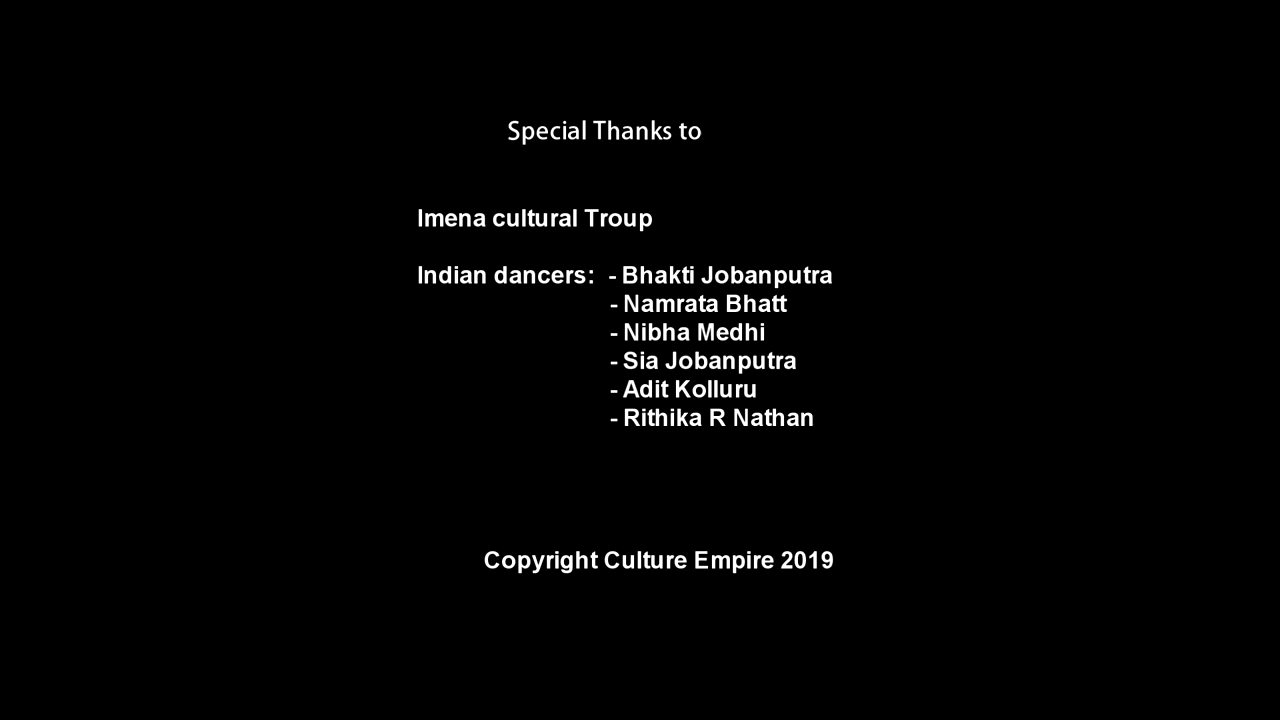 Special Thanks to
Imena cultural Troup
Indian dancers: - Bhakti Jobanputra
- Namrata Bhatt
- Nibha Medhi
- Sia Jobanputra
- Adit Kolluru
- Rithika R Nathan
Copyright Culture Empire 2019